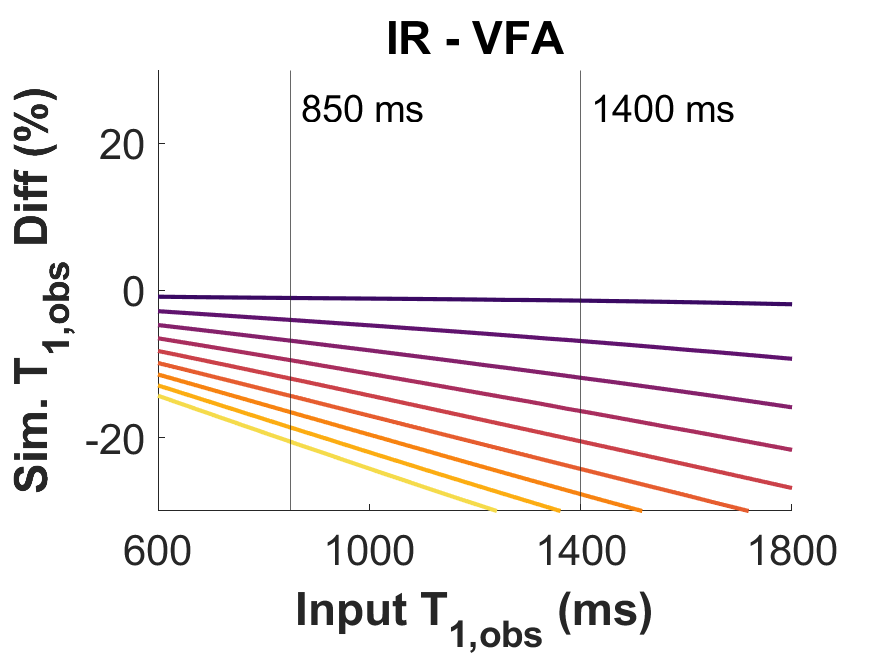 IR - VFA
850 ms
1400 ms
20
0
-20
Sim. T1,obs Diff (%)
600
1000
1400
1800
Input T1,obs (ms)